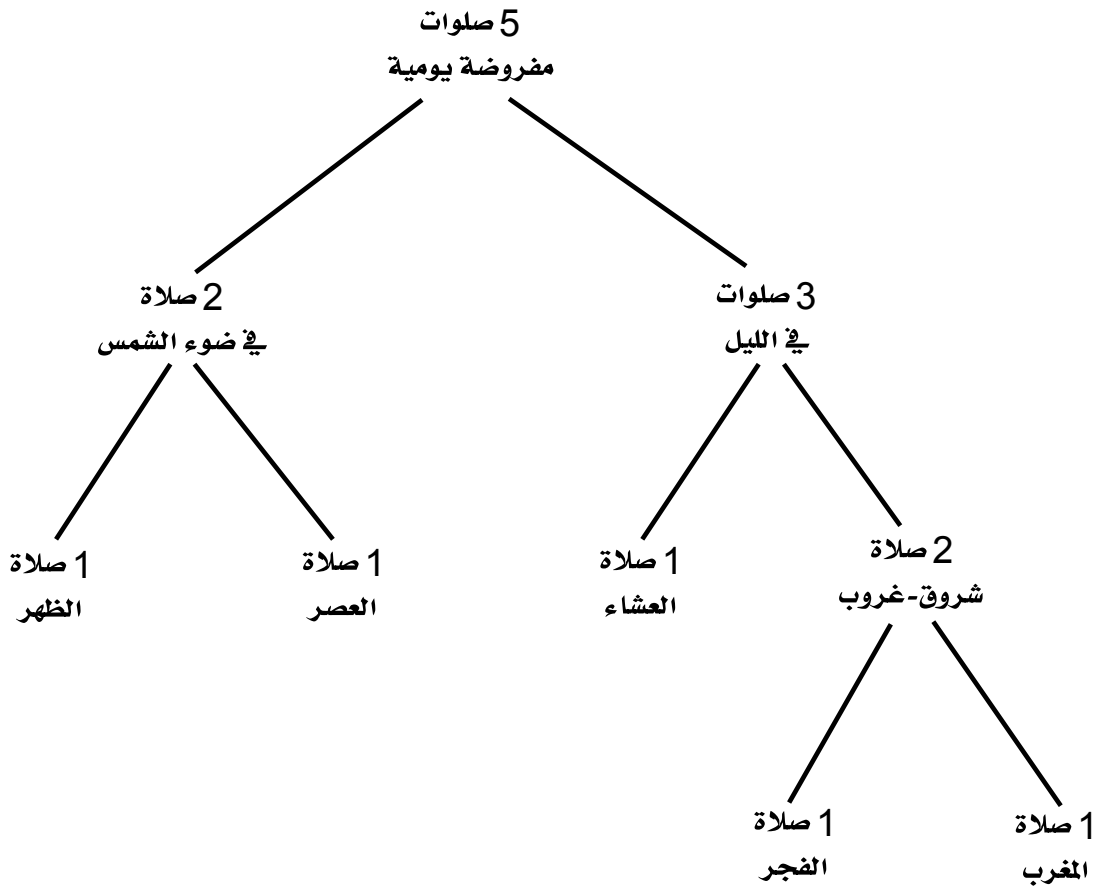 5 صلوات
مفروضة يومية
2 صلاة
في ضوء الشمس
3 صلوات
في الليل
1 صلاة
الظهر
1 صلاة
العصر
1 صلاة
العشاء
2 صلاة
شروق-غروب
1 صلاة
الفجر
1 صلاة
المغرب